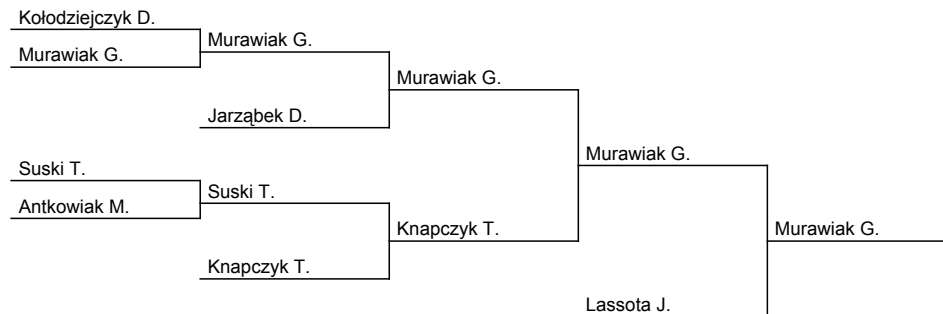 Kołodziejczyk D.
Murawiak G.
Murawiak G.
Murawiak G.
Jarząbek D.
Murawiak G.
Suski T.
Suski T.
Antkowiak M.
Murawiak G.
Knapczyk T.
Knapczyk T.
Lassota J.